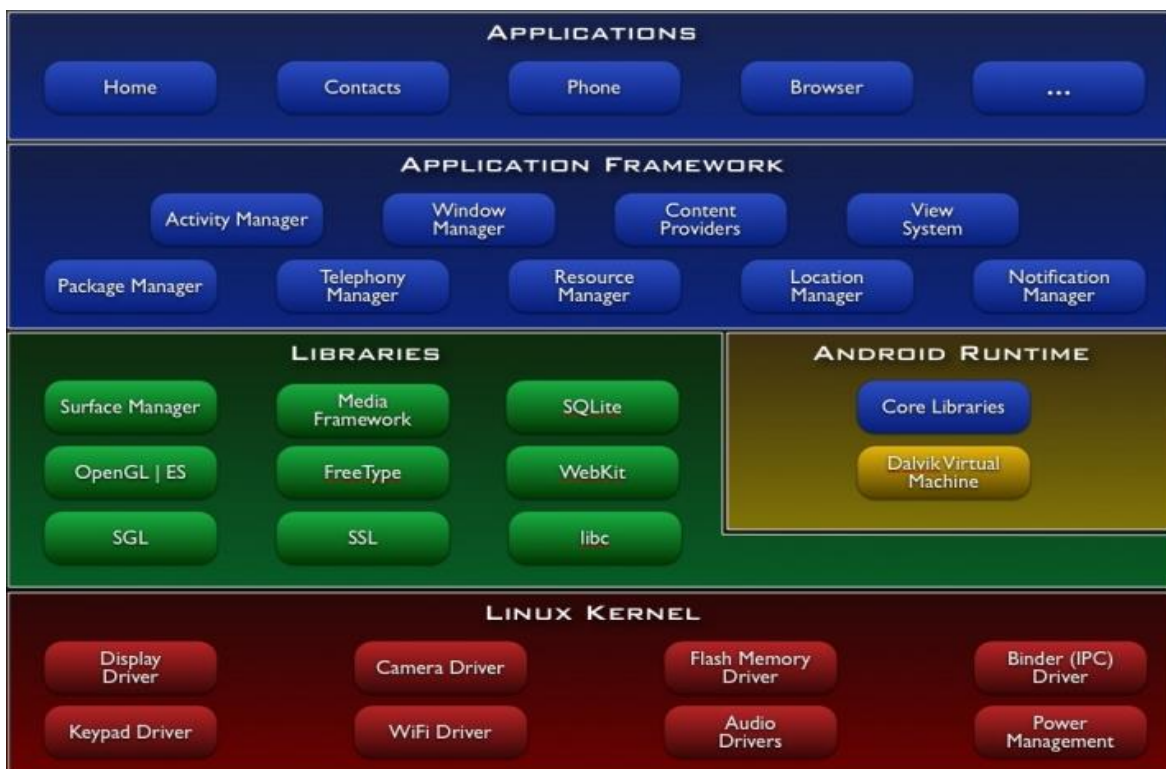 APPLICATIONS
Home
Contacts
Phone
Browser
...
APPLICATION FRAMEWORK
Activity Manager
Window
Manager
Content
Providers
View
System
Package Manager
Telephony
Manager
Resource
Manager
Location
Manager
Notification
Manager
LIBRARIES
Surface Manager
Media
Framework
SQLite
OpenGL | ES
FreeType
WebKit
SGL
SSL
libc
ANDROID RUNTIME
Core Libraries
Dalvik Virtual
Machine
LINUX KERNEL
Display
Driver
Camera Driver
Flash Memory
Driver
Binder (IPC)
Driver
Keypad Driver
WiFi Driver
Audio
Drivers
Power
Management